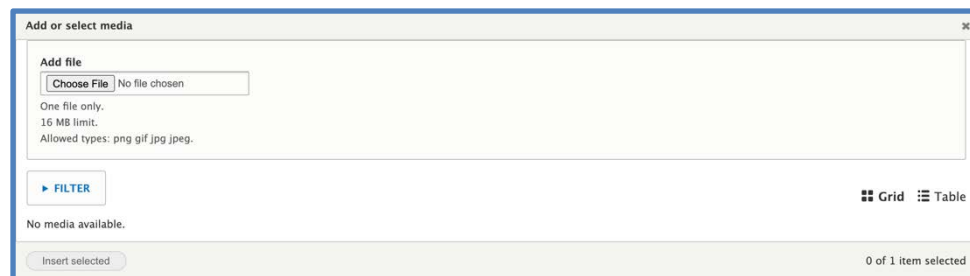 Add or select media
Add file
Choose File No file chosen
One file only.
16 MB limit.
Allowed types: png gif jpg jpeg.
FILTER
Grid Table
No media available.
Insert selected 0 of 1 item selected